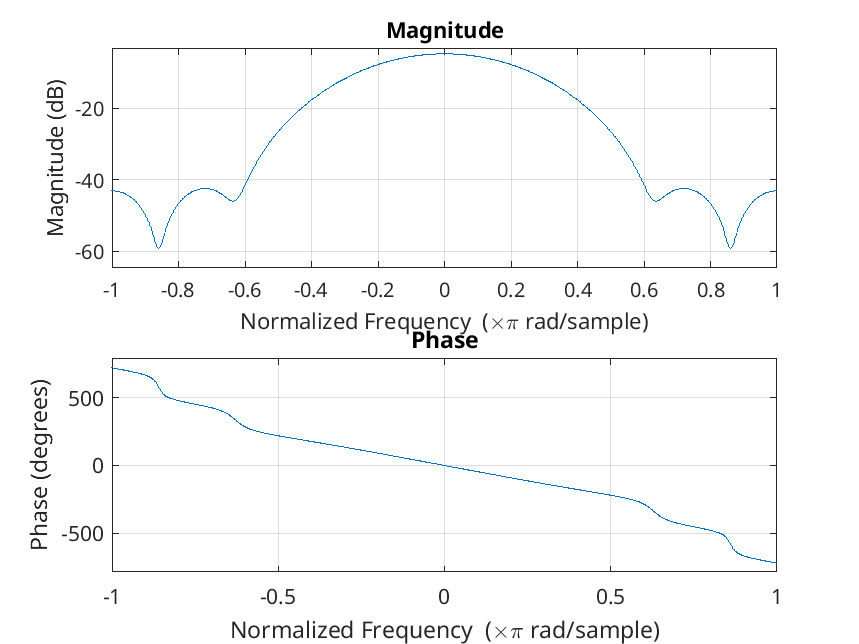 Magnitude
Magnitude (dB)
-20
-40
-60
-1 -0.8 -0.6 -0.4 -0.2 0 0.2 0.4 0.6 0.8 1
Normalized Frequency (×π rad/sample)
Phase
Phase (degrees)
500
0
-500
-1 -0.5 0 0.5 1
Normalized Frequency (×π rad/sample)